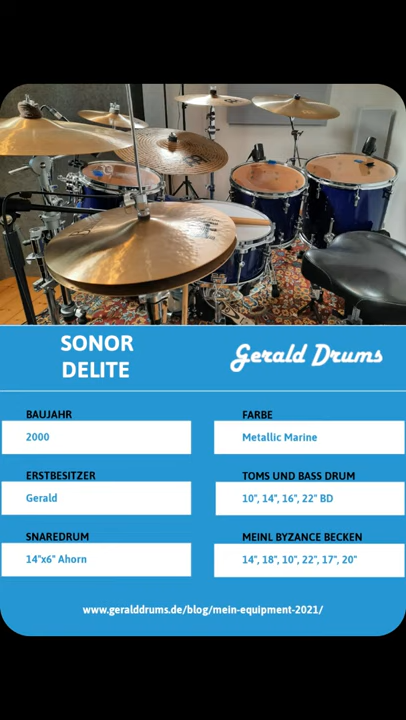 SONOR
DELITE
Gerald Drums
BAUJAHR
2000
FARBE
Metallic Marine
ERSTBESITZER
Gerald
TOMS UND BASS DRUM
10", 14", 16", 22" BD
SNAREDRUM
14"x6" Ahorn
MEINL BYZANCE BECKEN
14", 18", 10", 22", 17", 20"
www.geralddrums.de/blog/mein-equipment-2021/